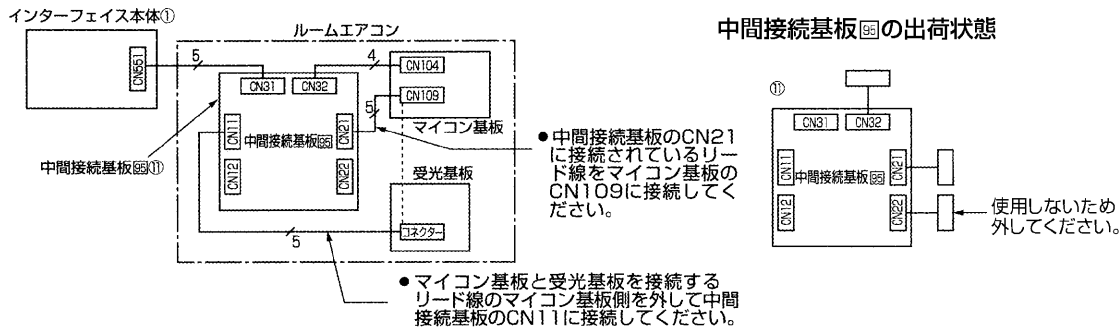 インターフェイス本体①
ルームエアコン
中間接続基板95の出荷状態
CN551
5
4
CN104
CN31
CN32
CN109
5
マイコン基板
CN11
中間接続基板95
CN21
CN12
CN22
中間接続基板95⑪
受光基板
コネクター
5
●中間接続基板のCN21
に接続されているリー
ド線をマイコン基板の
CN109に接続してく
ださい。
●マイコン基板と受光基板を接続する
リード線のマイコン基板側を外して中間
接続基板のCN11に接続してください。
⑪
CN31
CN32
CN11
中間接続基板95
CN21
CN12
CN22
使用しないため
外してください。